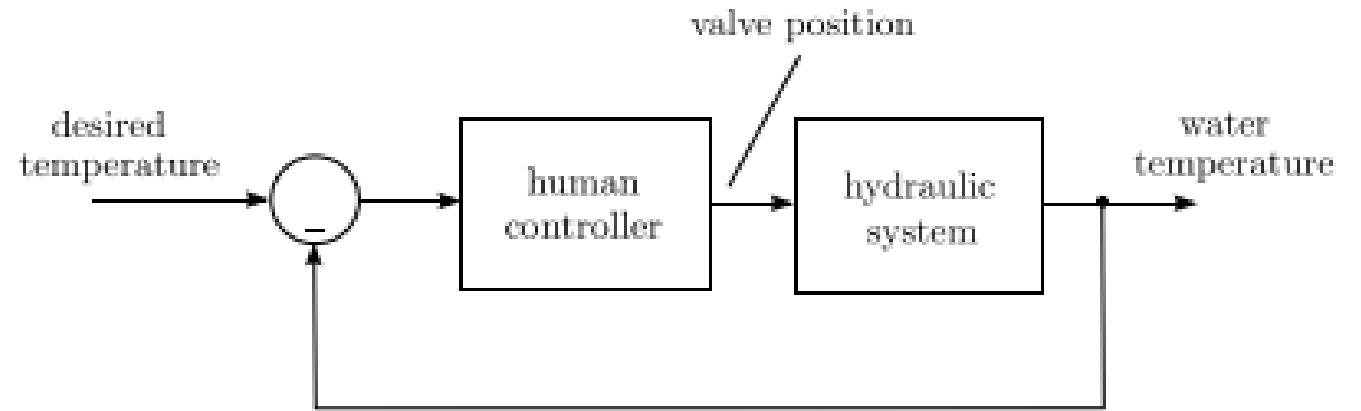 valve position
desired
temperature
water
temperature
human
controller
hydraulic
system
–